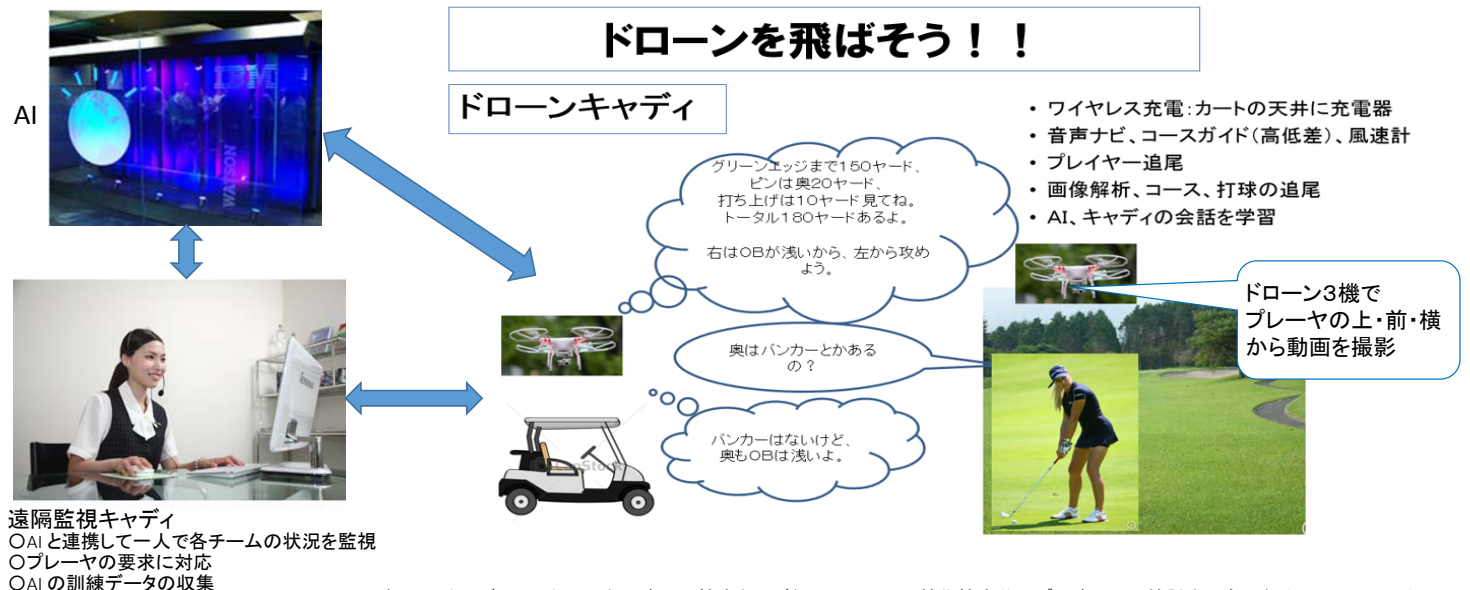 ドローンを飛ばそう！！
ドローンキャディ
AI
IBM
WATSON
・ ワイヤレス充電：カートの天井に充電器
・ 音声ナビ、コースガイド（高低差）、風速計
・ プレイヤー追尾
・ 画像解析、コース、打球の追尾
・ AI、キャディの会話を学習
グリーンエッジまで１５０ヤード、
ピンは奥２０ヤード、
打ち上げは１０ヤード見てね。
トータル１８０ヤードあるよ。
右はＯＢが浅いから、左から攻め
よう。
ドローン３機で
プレーヤの上・前・横
から動画を撮影
奥はバンカーとかある
の？
バンカーはないけど、
奥もＯＢは浅いよ。
遠隔監視キャディ
〇AI と連携して一人で各チームの状況を監視
〇プレーヤの要求に対応
〇AI の訓練データの収集